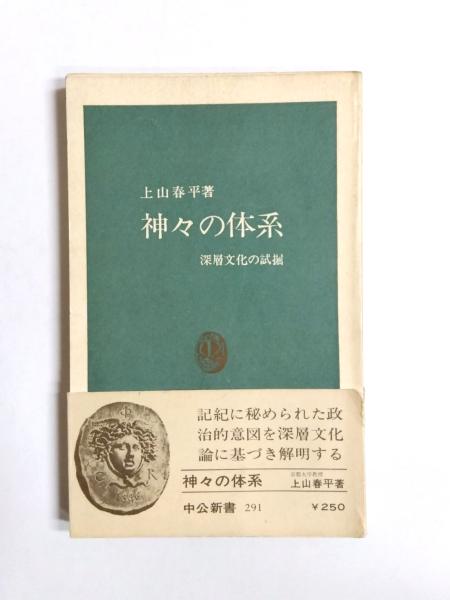 上山春平著
神々の体系
深層文化の試掘
記紀に秘められた政
治的意図を深層文化
論に基づき解明する
神々の体系
京都大学教授
上山春平著
中公新書 291
¥250